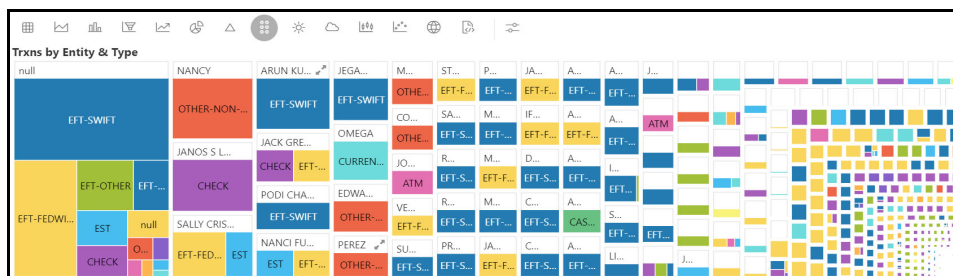 Trxns by Entity & Type
null
EFT-SWIFT
EFT-FEDWI...
EFT-OTHER
EFT-...
EST
null
CHECK
O...
NANCY
OTHER-NON-...
JANOS S L...
CHECK
SALLY CRIS...
EFT-FED...
EST
ARUN KU...
EFT-SWIFT
JACK GRE...
CHECK
EFT-...
PODI CHA...
EFT-SWIFT
NANCI FU...
EST
EFT-...
JEGA...
EFT-SWIFT
OMEGA
CURREN...
EDWA...
OTHER-...
PEREZ
OTHER-...
M...
OTHE...
CO...
OTHE...
JO...
ATM
VE...
EFT-F...
SU...
EFT-S...
ST...
EFT-F...
SA...
EFT-S...
R...
EFT-S...
R...
EFT-S...
PR...
EFT-S...
P...
EFT-...
M...
EFT-...
M...
EFT-F...
M...
EFT-S...
JA...
EFT-F...
JA...
EFT-F...
IF...
EFT-F...
D...
EFT-S...
C...
EFT-S...
C...
EFT-S...
A...
EFT-...
A...
EFT-F...
A...
EFT-...
A...
CAS...
A...
EFT-...
A...
EFT-...
A...
EFT-...
I...
EFT...
S...
EFT-...
LI...
J...
ATM
EFT...
J...